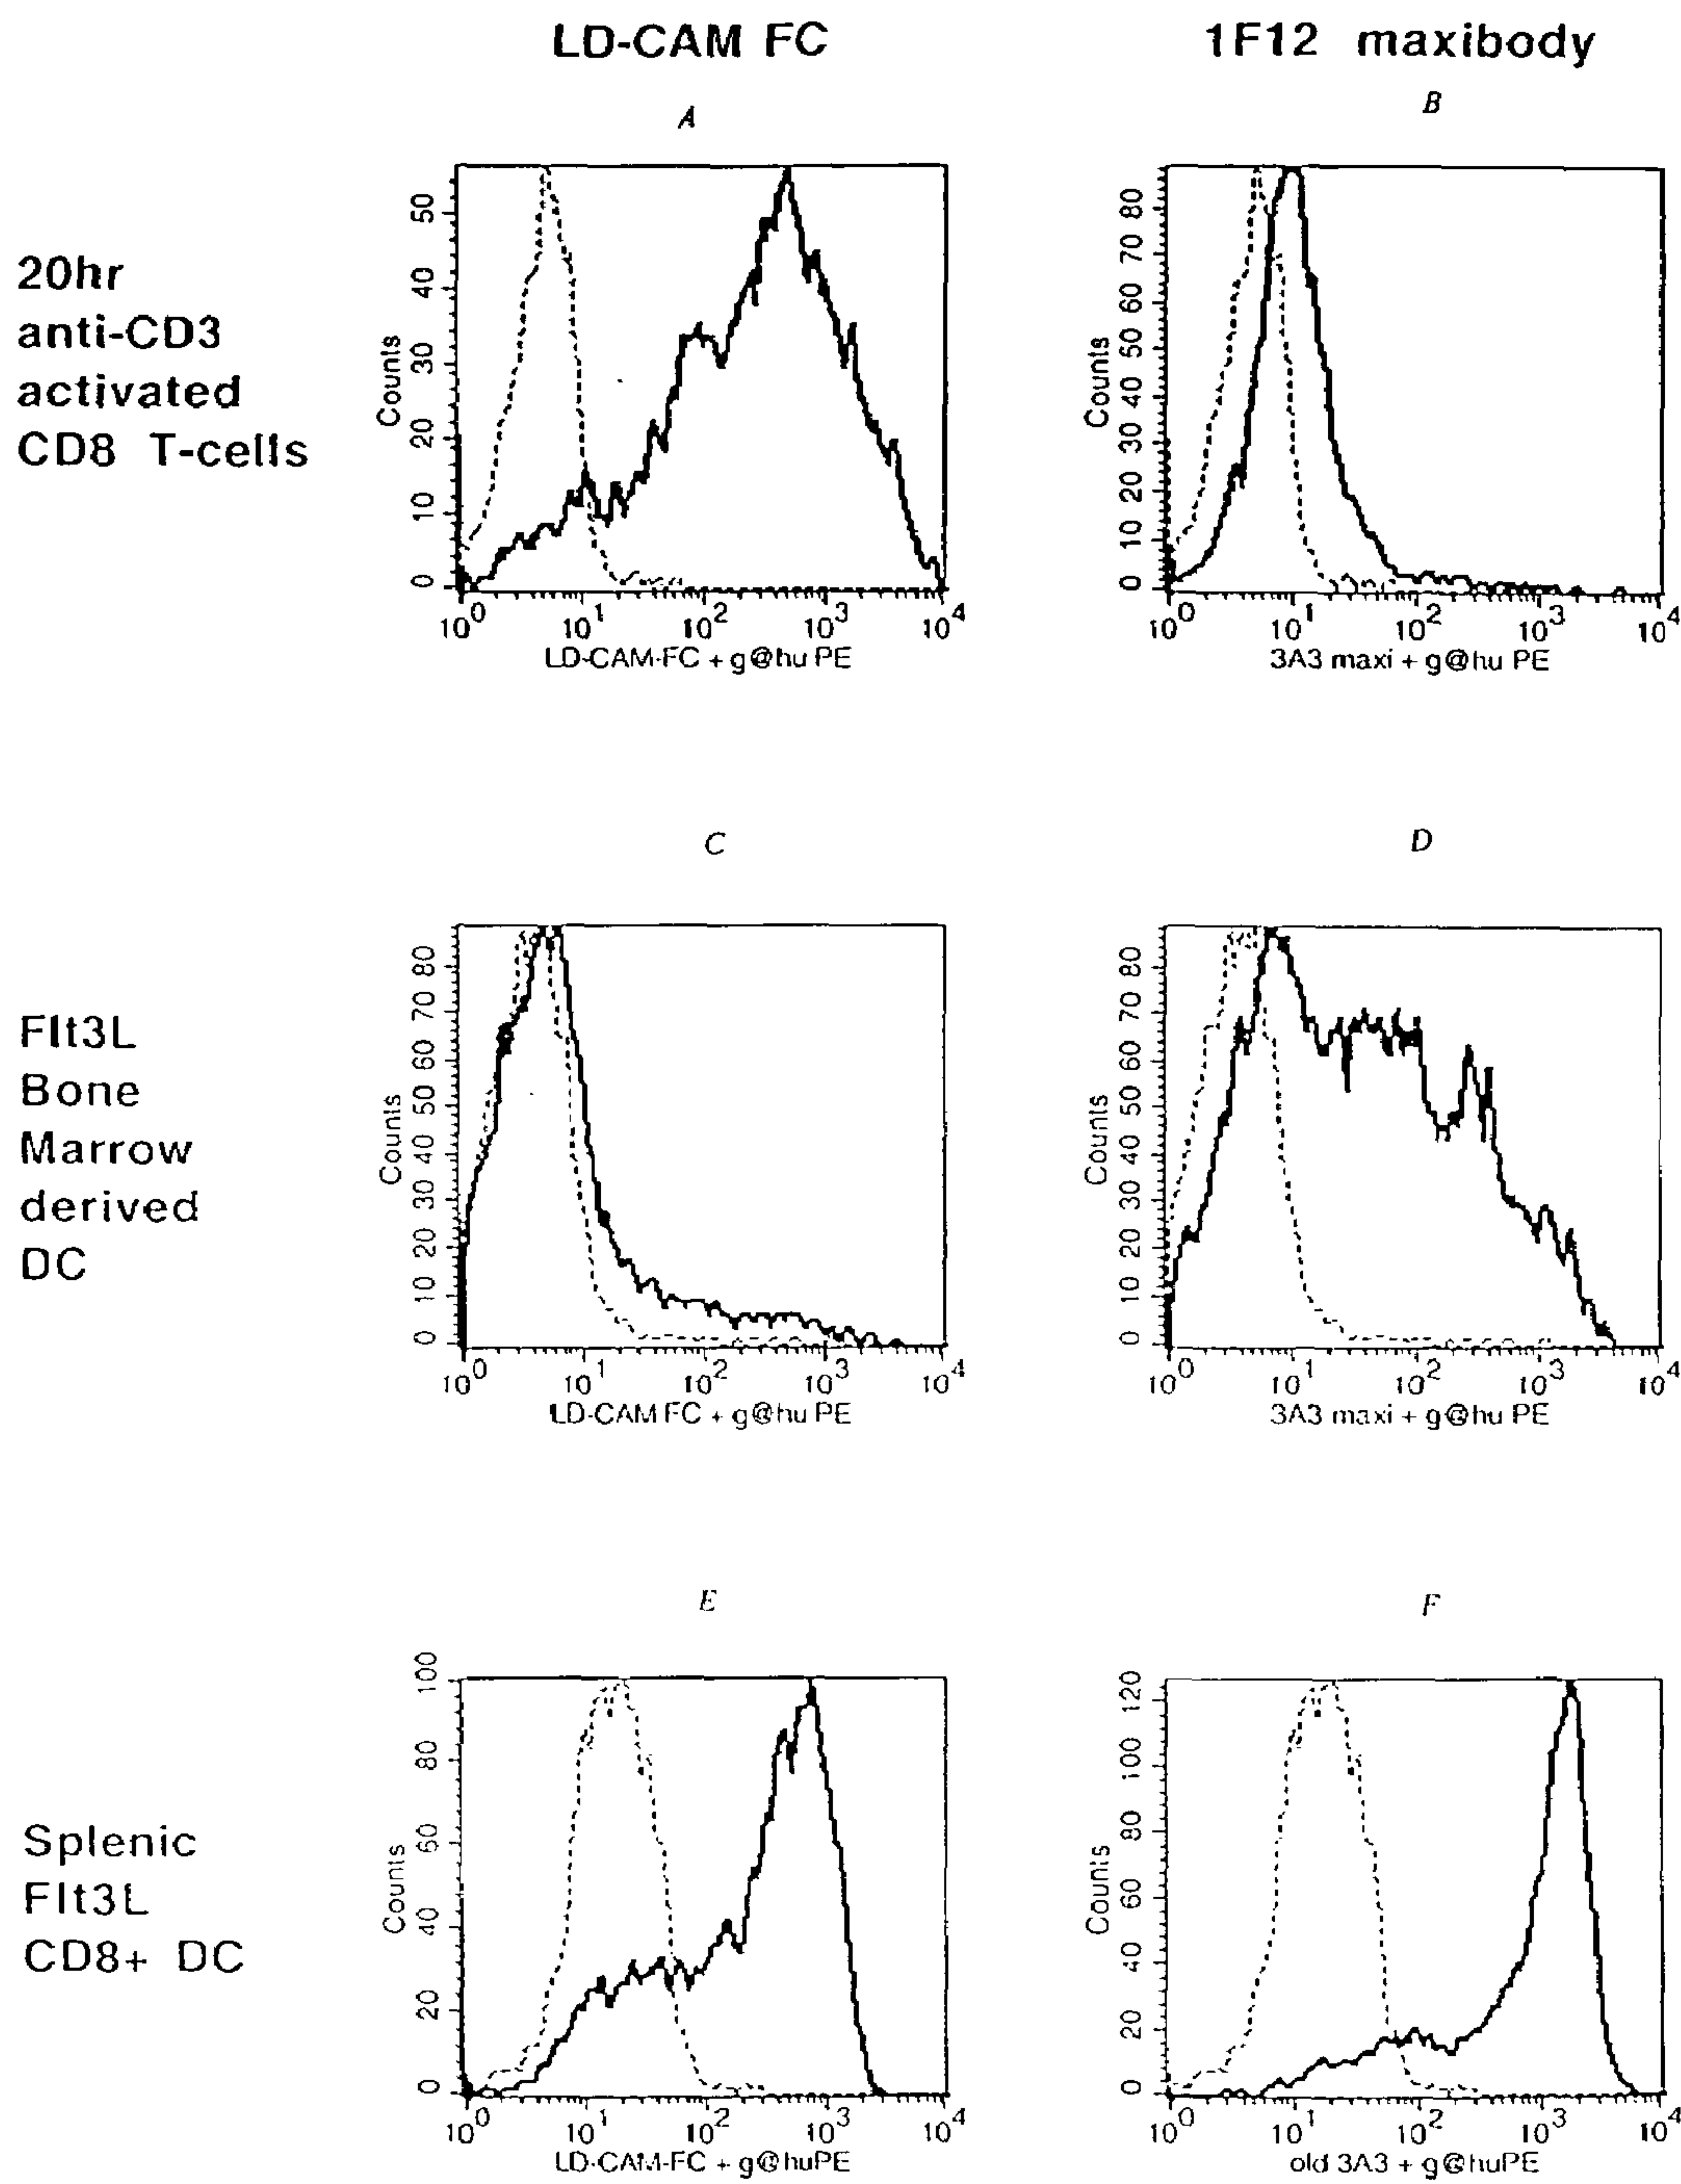 LD-CAM FC
1F12 maxibody
A
B
20hr
anti-CD3
activated
CD8 T-cells
Counts
0 10 20 30 40 50
10⁰ 10¹ 10² 10³ 10⁴
LD-CAM-FC + g@hu PE
Counts
0 10 20 30 40 50 60 70 80
10⁰ 10¹ 10² 10³ 10⁴
3A3 maxi + g@hu PE
C
D
Flt3L
Bone
Marrow
derived
DC
Counts
0 10 20 30 40 50 60 70 80
10⁰ 10¹ 10² 10³ 10⁴
LD-CAM FC + g@hu PE
Counts
0 10 20 30 40 50 60 70 80
10⁰ 10¹ 10² 10³ 10⁴
3A3 maxi + g@hu PE
E
F
Splenic
Flt3L
CD8+ DC
Counts
0 20 40 60 80 100
10⁰ 10¹ 10² 10³ 10⁴
LD-CAM-FC + g@huPE
Counts
0 20 40 60 80 100 120
10⁰ 10¹ 10² 10³ 10⁴
old 3A3 + g@huPE